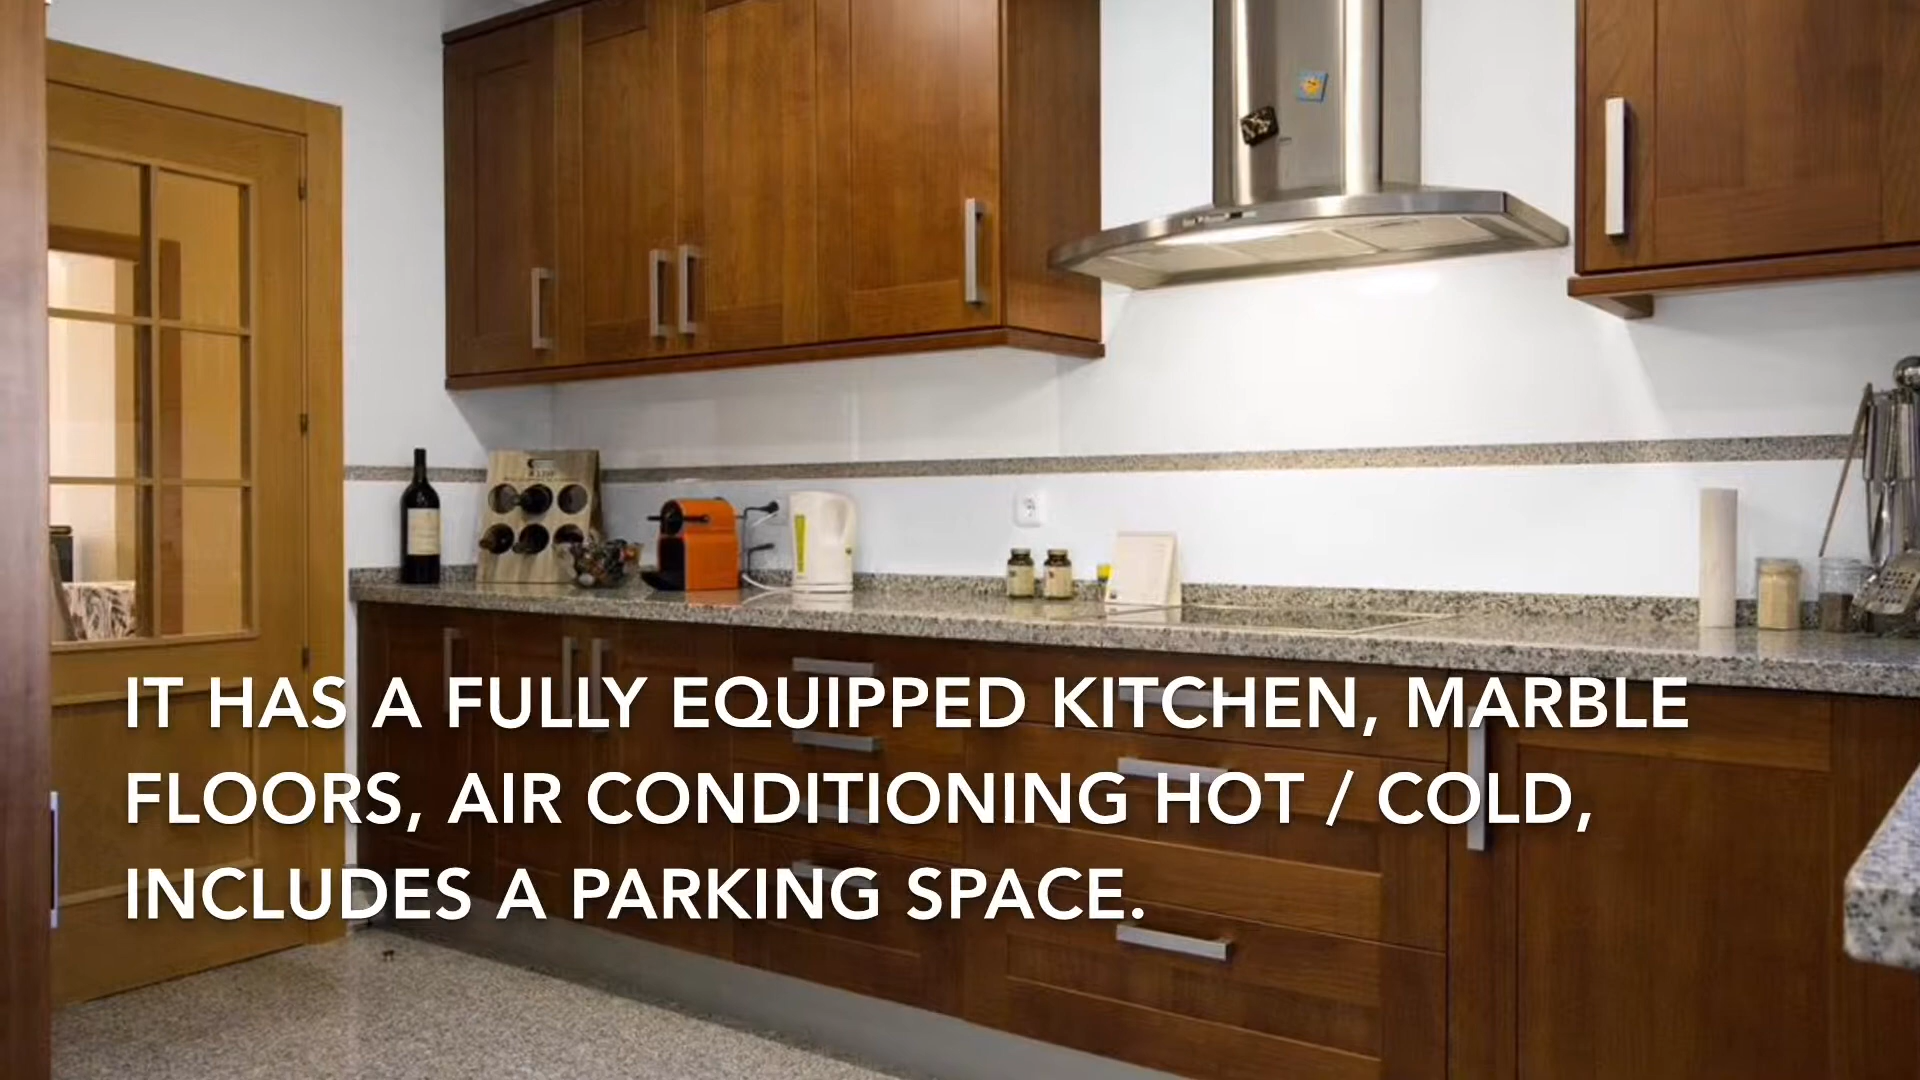 IT HAS A FULLY EQUIPPED KITCHEN, MARBLE
FLOORS, AIR CONDITIONING HOT / COLD,
INCLUDES A PARKING SPACE.